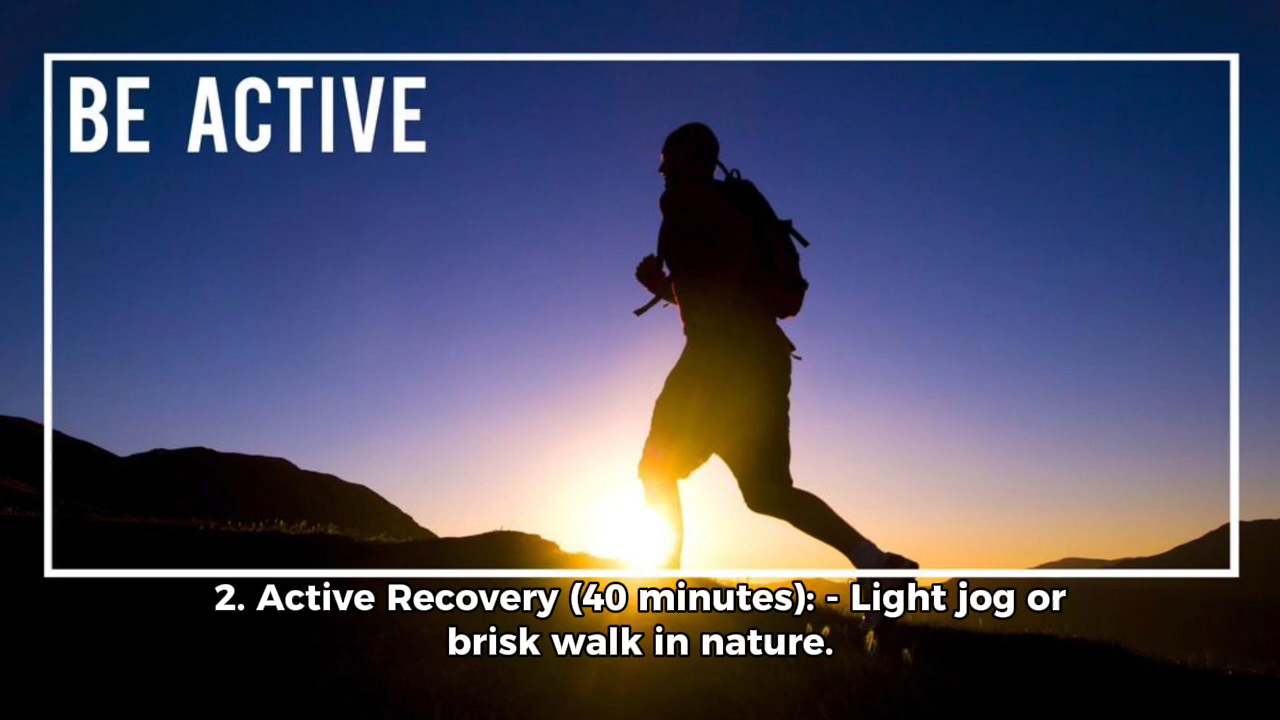 BE ACTIVE
2. Active Recovery (40 minutes): - Light jog or
brisk walk in nature.